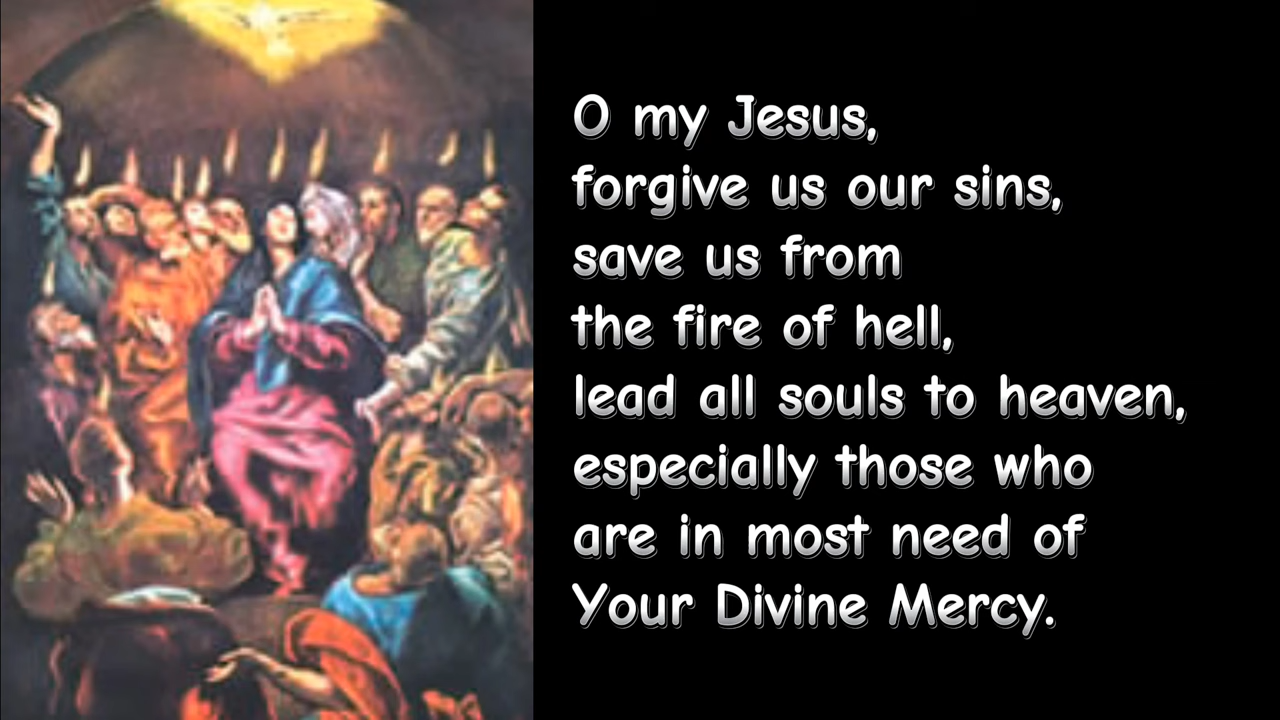 O my Jesus,
forgive us our sins,
save us from
the fire of hell,
lead all souls to heaven,
especially those who
are in most need of
Your Divine Mercy.